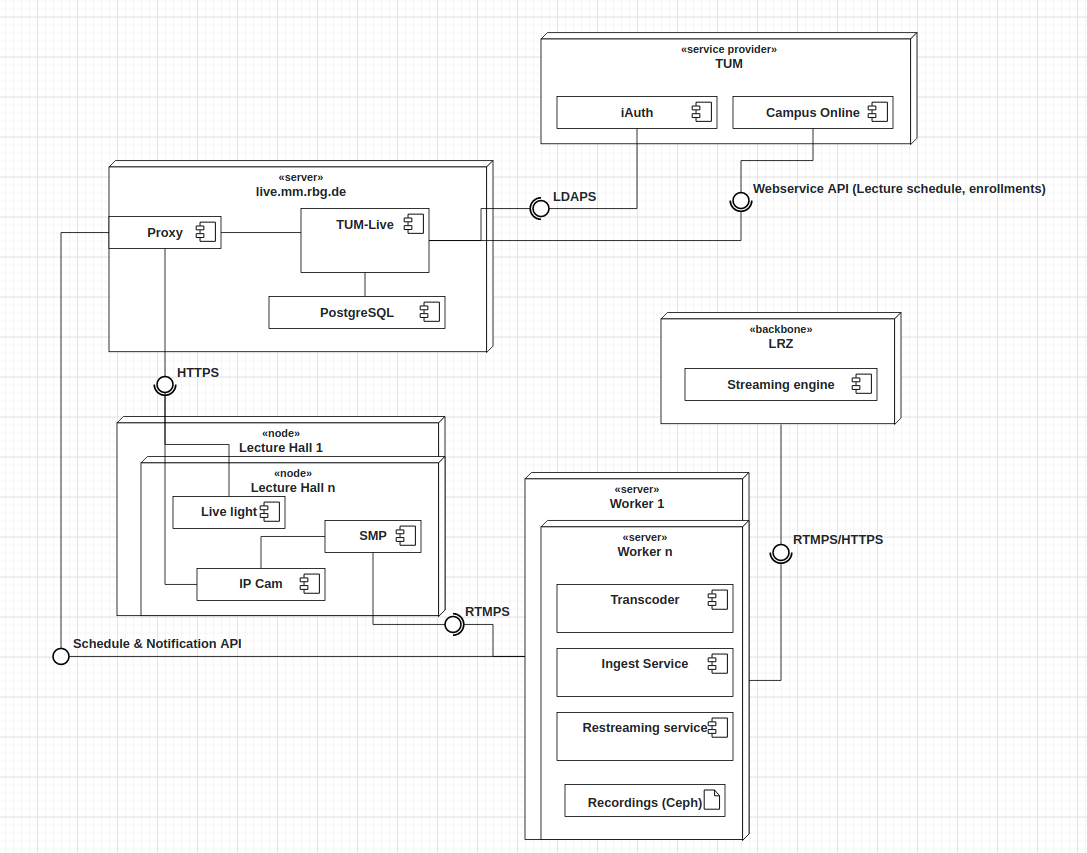 «service provider»
TUM
iAuth
Campus Online
«server»
live.mm.rbg.de
Proxy
TUM-Live
PostgreSQL
LDAPS
Webservice API (Lecture schedule, enrollments)
HTTPS
«backbone»
LRZ
Streaming engine
«node»
Lecture Hall 1
«node»
Lecture Hall n
Live light
SMP
IP Cam
RTMPS
Schedule & Notification API
«server»
Worker 1
«server»
Worker n
Transcoder
Ingest Service
Restreaming service
Recordings (Ceph)
RTMPS/HTTPS